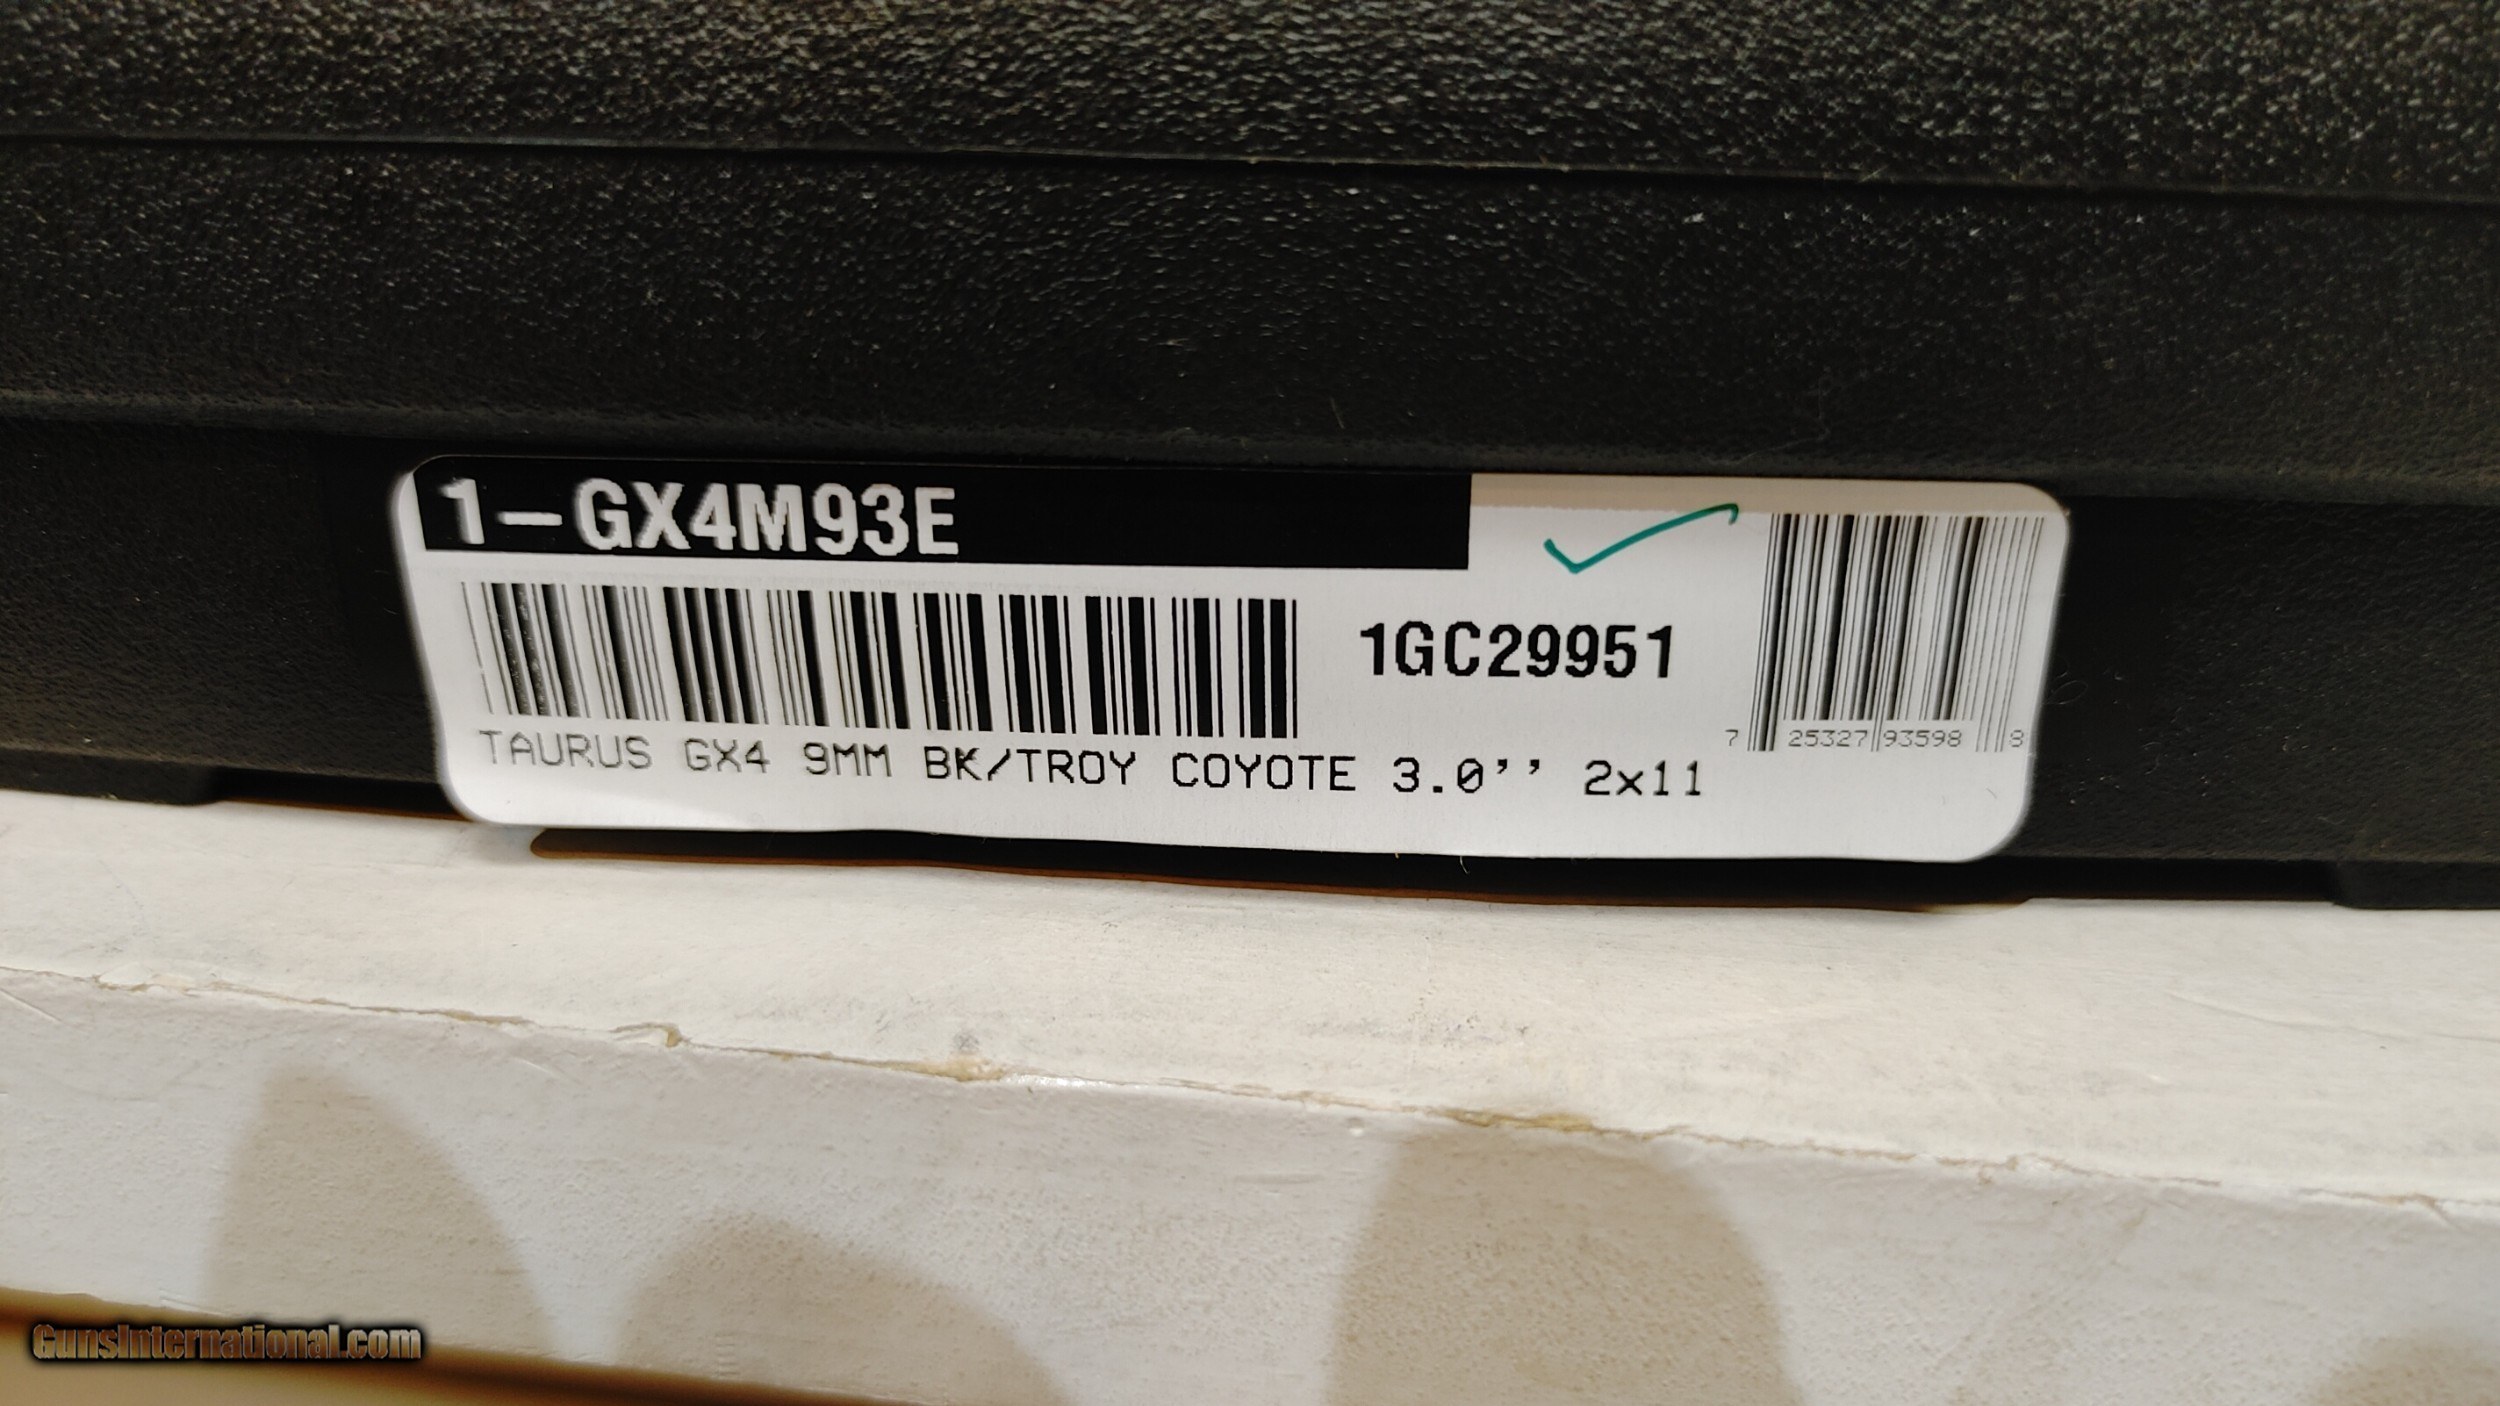 1-GX4M93E
1GC29951
7 25327 93598 8
TAURUS GX4 9MM BK/TROY COYOTE 3.0'' 2x11
GunsInternational.com